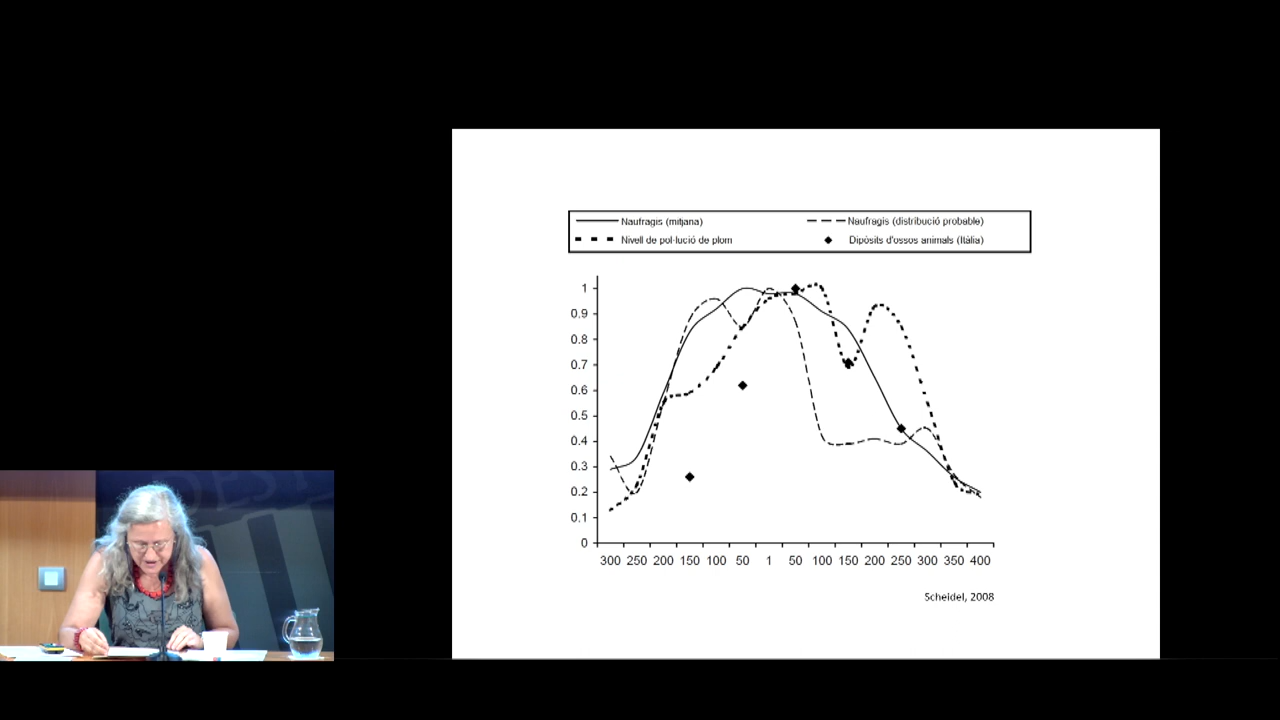 Naufragis (mitjana) Naufragis (distribució probable)
Nivell de pol·lució de plom Dipòsits d'ossos animals (Itàlia)
1
0.9
0.8
0.7
0.6
0.5
0.4
0.3
0.2
0.1
0
300 250 200 150 100 50 1 50 100 150 200 250 300 350 400
Scheidel, 2008